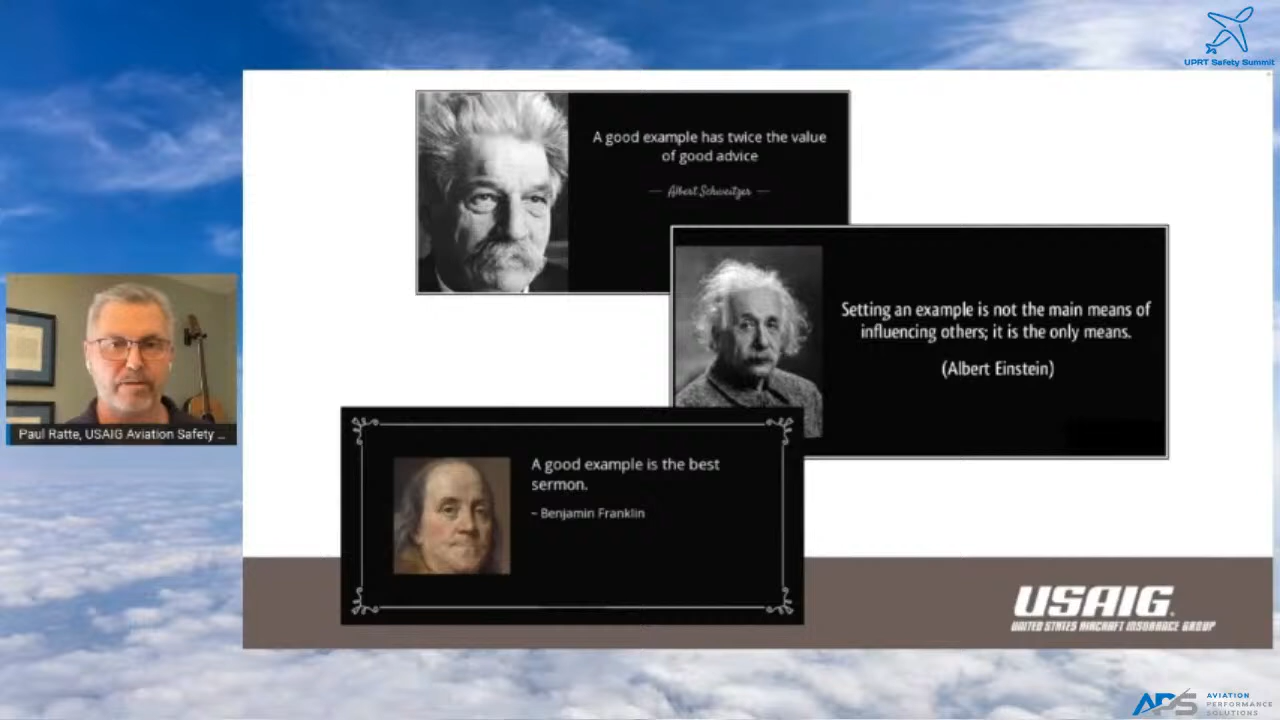 UPRT Safety Summit
A good example has twice the value
of good advice
— Albert Schweitzer —
Setting an example is not the main means of
influencing others; it is the only means.
(Albert Einstein)
Paul Ratte, USAIG Aviation Safety ...
A good example is the best
sermon.
~ Benjamin Franklin
USAIG.
UNITED STATES AIRCRAFT INSURANCE GROUP
APS AVIATION
PERFORMANCE
SOLUTIONS